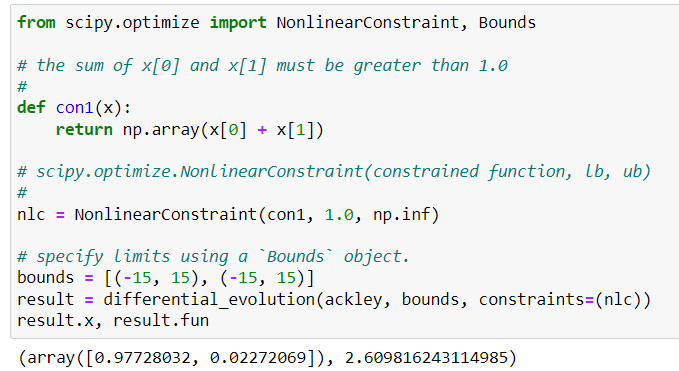 from scipy.optimize import NonlinearConstraint, Bounds
# the sum of x[0] and x[1] must be greater than 1.0
#
def con1(x):
    return np.array(x[0] + x[1])
# scipy.optimize.NonlinearConstraint(constrained function, lb, ub)
#
nlc = NonlinearConstraint(con1, 1.0, np.inf)
# specify limits using a `Bounds` object.
bounds = [(-15, 15), (-15, 15)]
result = differential_evolution(ackley, bounds, constraints=(nlc))
result.x, result.fun
(array([0.97728032, 0.02272069]), 2.609816243114985)